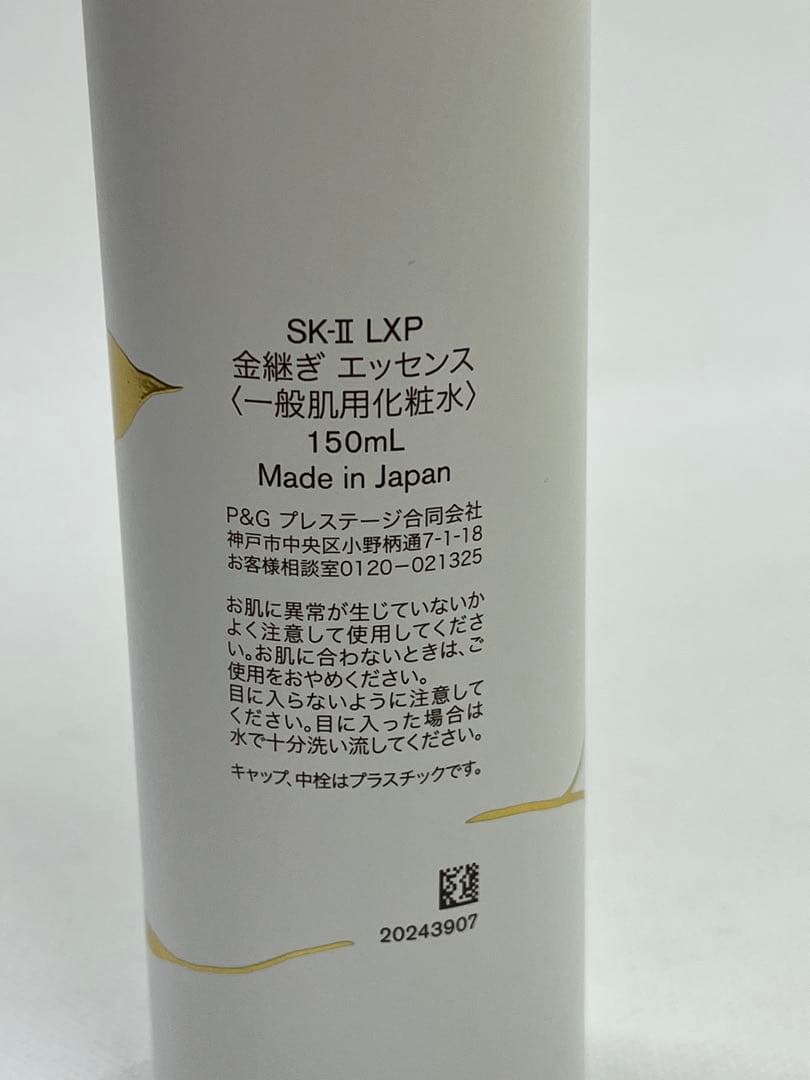 SK-Ⅱ LXP
金継ぎ エッセンス
〈一般肌用化粧水〉
150mL
Made in Japan
P&G プレステージ合同会社
神戸市中央区小野柄通7-1-18
お客様相談室0120-021325
お肌に異常が生じていないか
よく注意して使用してくださ
い。お肌に合わないときは、ご
使用をおやめください。
目に入らないように注意して
ください。目に入った場合は
水で十分洗い流してください。
キャップ、中栓はプラスチックです。
20243907